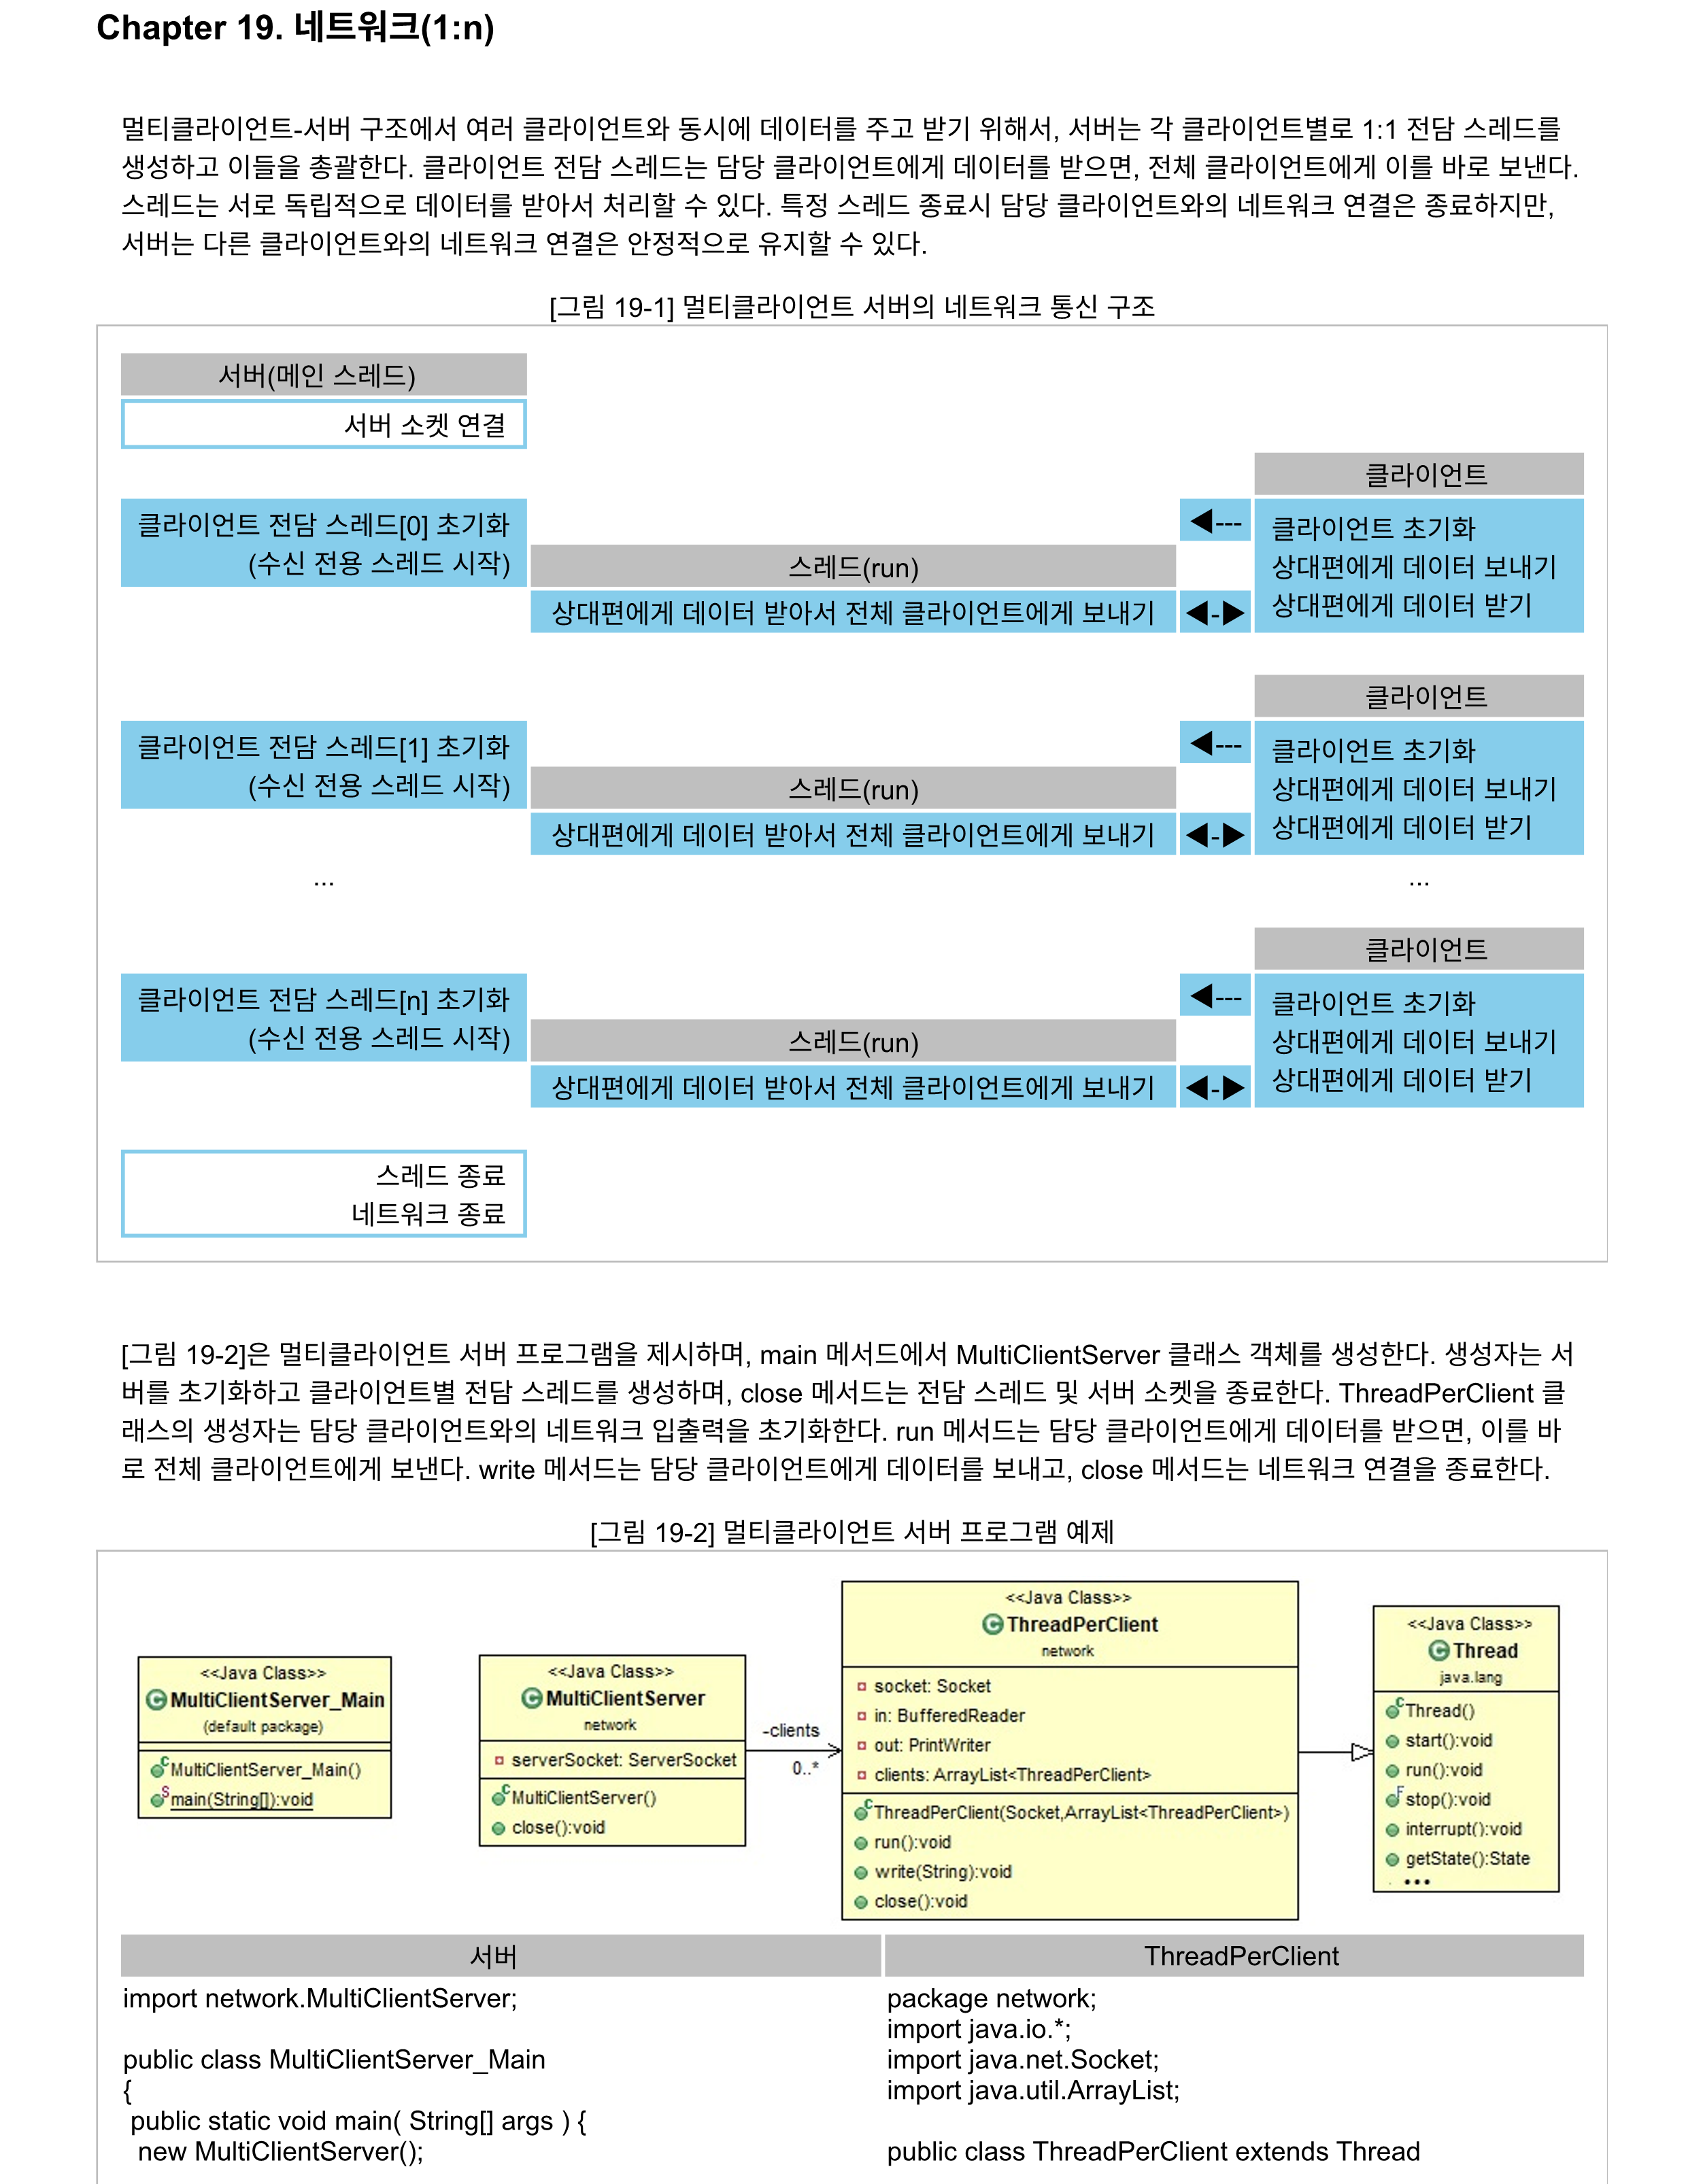 Chapter 19. 네트워크(1:n)
멀티클라이언트-서버 구조에서 여러 클라이언트와 동시에 데이터를 주고 받기 위해서, 서버는 각 클라이언트별로 1:1 전담 스레드를
생성하고 이들을 총괄한다. 클라이언트 전담 스레드는 담당 클라이언트에게 데이터를 받으면, 전체 클라이언트에게 이를 바로 보낸다.
스레드는 서로 독립적으로 데이터를 받아서 처리할 수 있다. 특정 스레드 종료시 담당 클라이언트와의 네트워크 연결은 종료하지만,
서버는 다른 클라이언트와의 네트워크 연결은 안정적으로 유지할 수 있다.
[그림 19-1] 멀티클라이언트 서버의 네트워크 통신 구조
서버(메인 스레드)
서버 소켓 연결
클라이언트
클라이언트 전담 스레드[0] 초기화
(수신 전용 스레드 시작)
◀---
클라이언트 초기화
상대편에게 데이터 보내기
상대편에게 데이터 받기
스레드(run)
상대편에게 데이터 받아서 전체 클라이언트에게 보내기
◀-▶
클라이언트
클라이언트 전담 스레드[1] 초기화
(수신 전용 스레드 시작)
◀---
클라이언트 초기화
상대편에게 데이터 보내기
상대편에게 데이터 받기
스레드(run)
상대편에게 데이터 받아서 전체 클라이언트에게 보내기
◀-▶
...
...
클라이언트
클라이언트 전담 스레드[n] 초기화
(수신 전용 스레드 시작)
◀---
클라이언트 초기화
상대편에게 데이터 보내기
상대편에게 데이터 받기
스레드(run)
상대편에게 데이터 받아서 전체 클라이언트에게 보내기
◀-▶
스레드 종료
네트워크 종료
[그림 19-2]은 멀티클라이언트 서버 프로그램을 제시하며, main 메서드에서 MultiClientServer 클래스 객체를 생성한다. 생성자는 서
버를 초기화하고 클라이언트별 전담 스레드를 생성하며, close 메서드는 전담 스레드 및 서버 소켓을 종료한다. ThreadPerClient 클
래스의 생성자는 담당 클라이언트와의 네트워크 입출력을 초기화한다. run 메서드는 담당 클라이언트에게 데이터를 받으면, 이를 바
로 전체 클라이언트에게 보낸다. write 메서드는 담당 클라이언트에게 데이터를 보내고, close 메서드는 네트워크 연결을 종료한다.
[그림 19-2] 멀티클라이언트 서버 프로그램 예제
<<Java Class>>
C MultiClientServer_Main
(default package)
C MultiClientServer_Main()
S main(String[]):void
<<Java Class>>
C MultiClientServer
network
serverSocket: ServerSocket
C MultiClientServer()
close():void
-clients
0..*
<<Java Class>>
C ThreadPerClient
network
socket: Socket
in: BufferedReader
out: PrintWriter
clients: ArrayList<ThreadPerClient>
C ThreadPerClient(Socket,ArrayList<ThreadPerClient>)
run():void
write(String):void
close():void
<<Java Class>>
C Thread
java.lang
C Thread()
start():void
run():void
F stop():void
interrupt():void
getState():State
•••
서버
import network.MultiClientServer;
public class MultiClientServer_Main
{
public static void main( String[] args ) {
new MultiClientServer();
ThreadPerClient
package network;
import java.io.*;
import java.net.Socket;
import java.util.ArrayList;
public class ThreadPerClient extends Thread